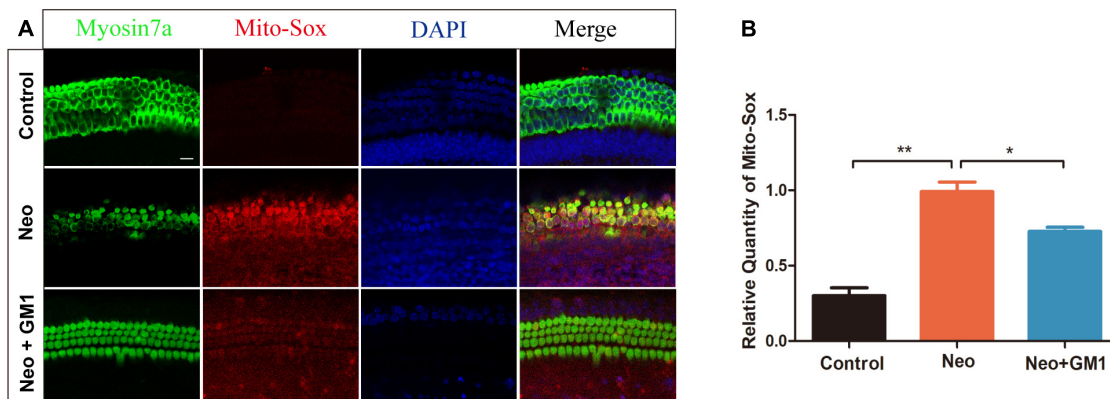 A
Myosin7a Mito-Sox DAPI Merge
Control
Neo
Neo + GM1
B
Relative Quantity of Mito-Sox
1.5
1.0
0.5
0.0
** *
Control Neo Neo+GM1